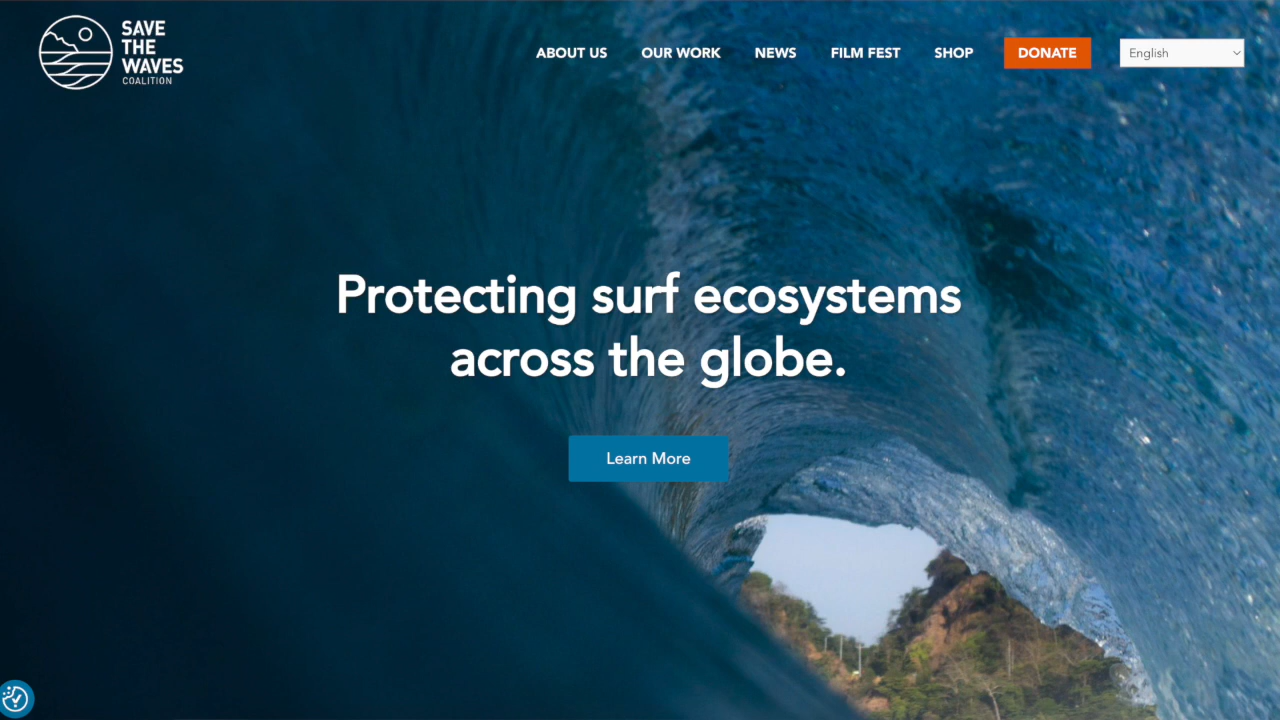 SAVE
THE
WAVES
COALITION
ABOUT US
OUR WORK
NEWS
FILM FEST
SHOP
DONATE
English
Protecting surf ecosystems
across the globe.
Learn More